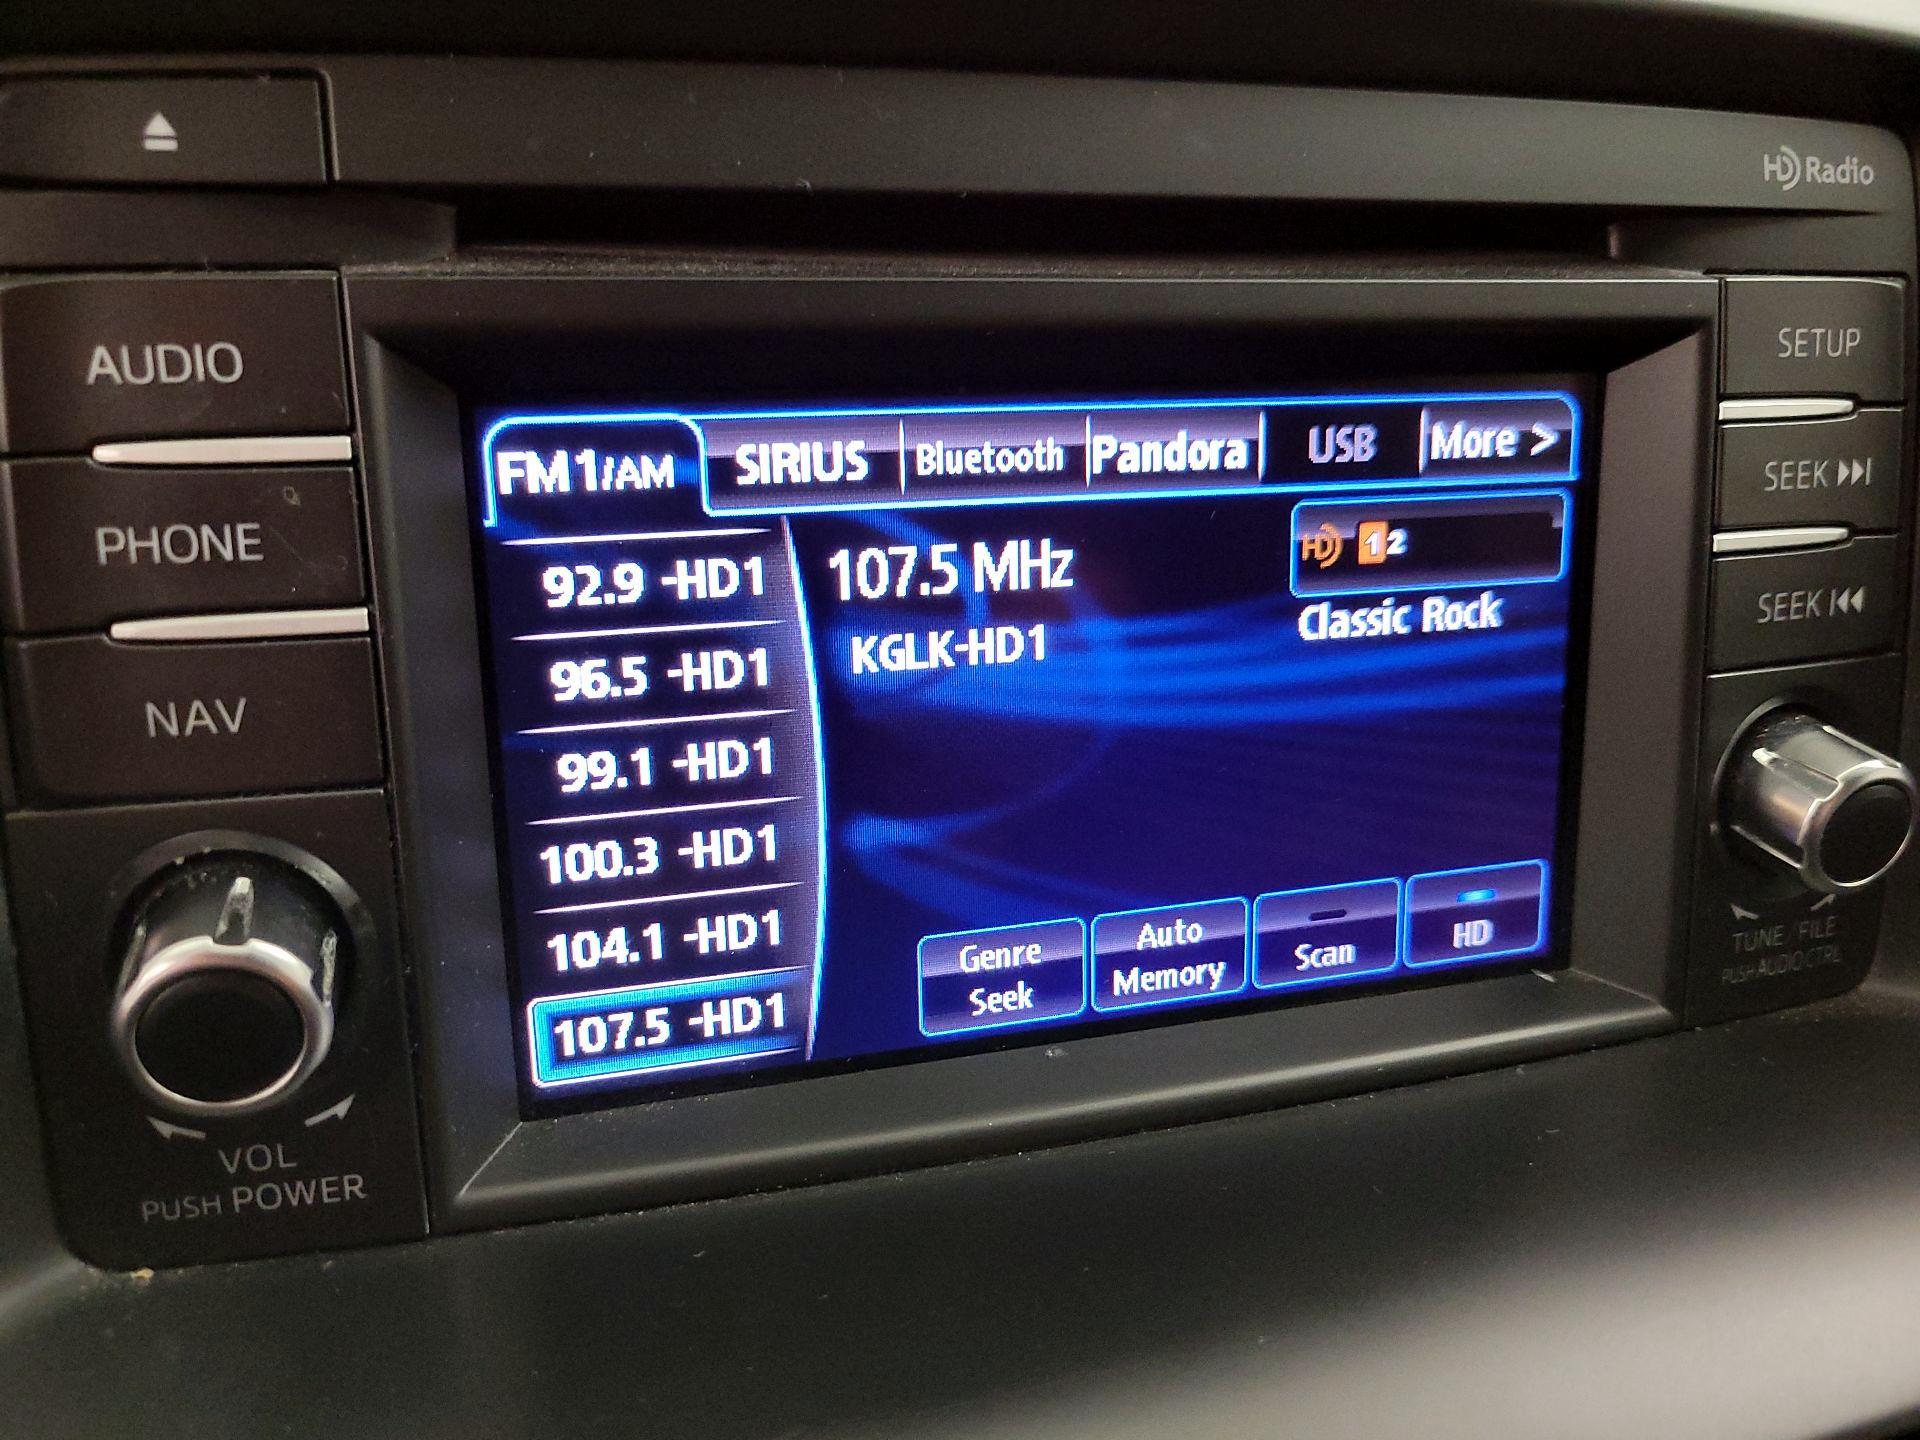 HD Radio
AUDIO
PHONE
NAV
VOL
PUSH POWER
FM1/AM
SIRIUS
Bluetooth
Pandora
USB
More >
92.9 -HD1
96.5 -HD1
99.1 -HD1
100.3 -HD1
104.1 -HD1
107.5 -HD1
107.5 MHz
KGLK-HD1
HD 1 2
Classic Rock
Genre
Seek
Auto
Memory
Scan
HD
SETUP
SEEK
SEEK
TUNE / FILE
PUSH AUDIO CTRL